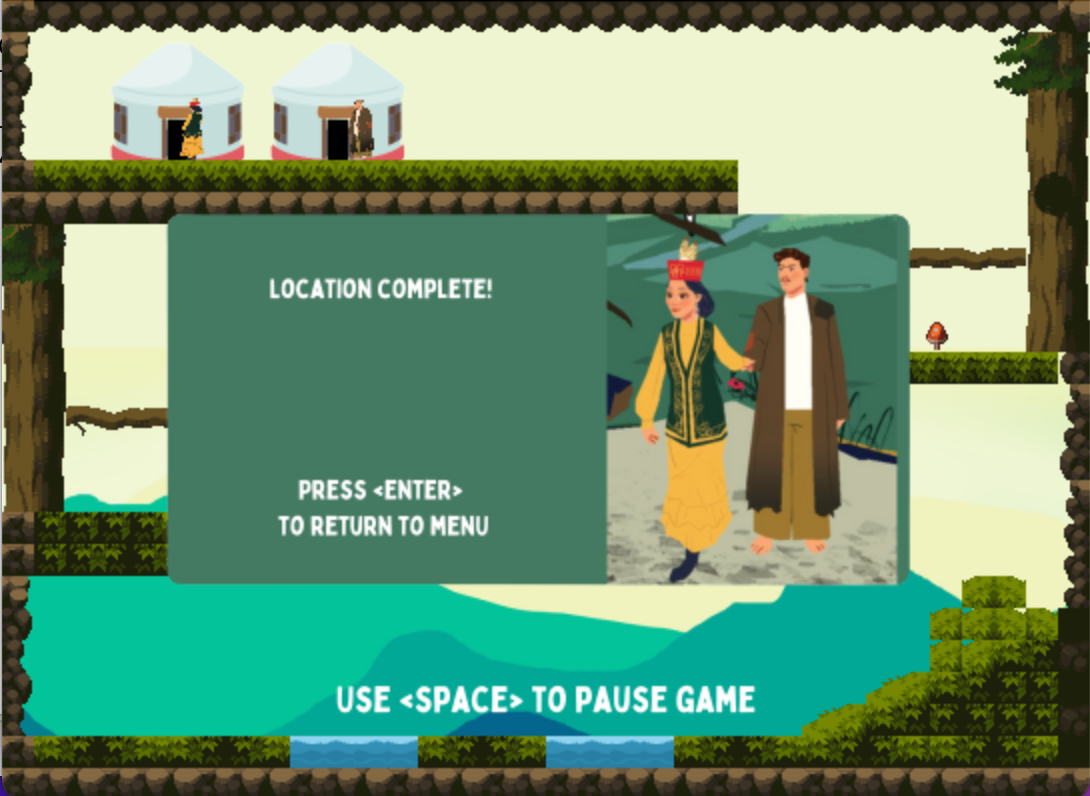 LOCATION COMPLETE!
PRESS <ENTER>
TO RETURN TO MENU
USE <SPACE> TO PAUSE GAME